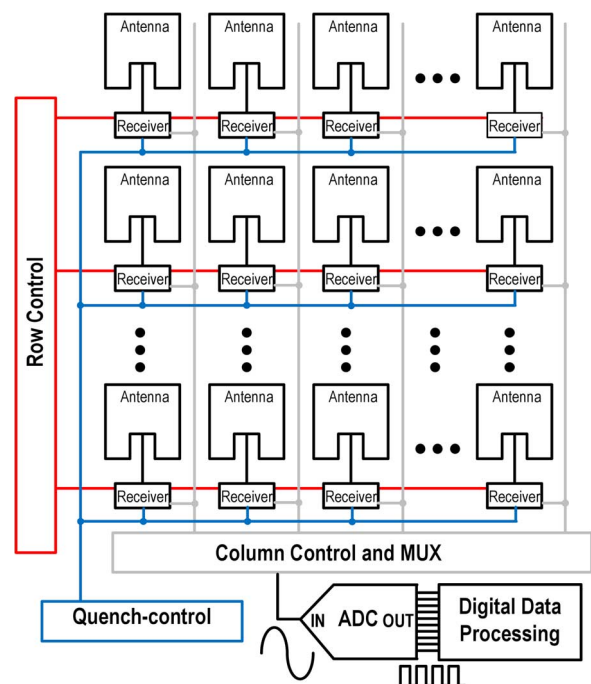 Antenna Antenna Antenna Antenna
Receiver Receiver Receiver Receiver
Antenna Antenna Antenna Antenna
Receiver Receiver Receiver Receiver
Row Control
Antenna Antenna Antenna Antenna
Receiver Receiver Receiver Receiver
Column Control and MUX
Quench-control
IN ADC OUT
Digital Data
Processing